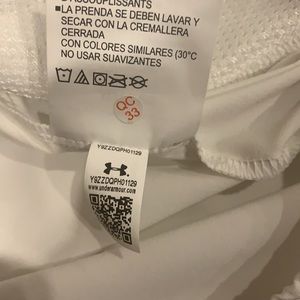 D'ASSOUPLISSANTS
■LA PRENDA SE DEBEN LAVAR Y
SECAR CON LA CREMALLERA
CERRADA
CON COLORES SIMILARES (30°C
NO USAR SUAVIZANTES)
QC
33
Y9ZZDQPH01129
www.underarmour.com
Y9ZZDQPH01129